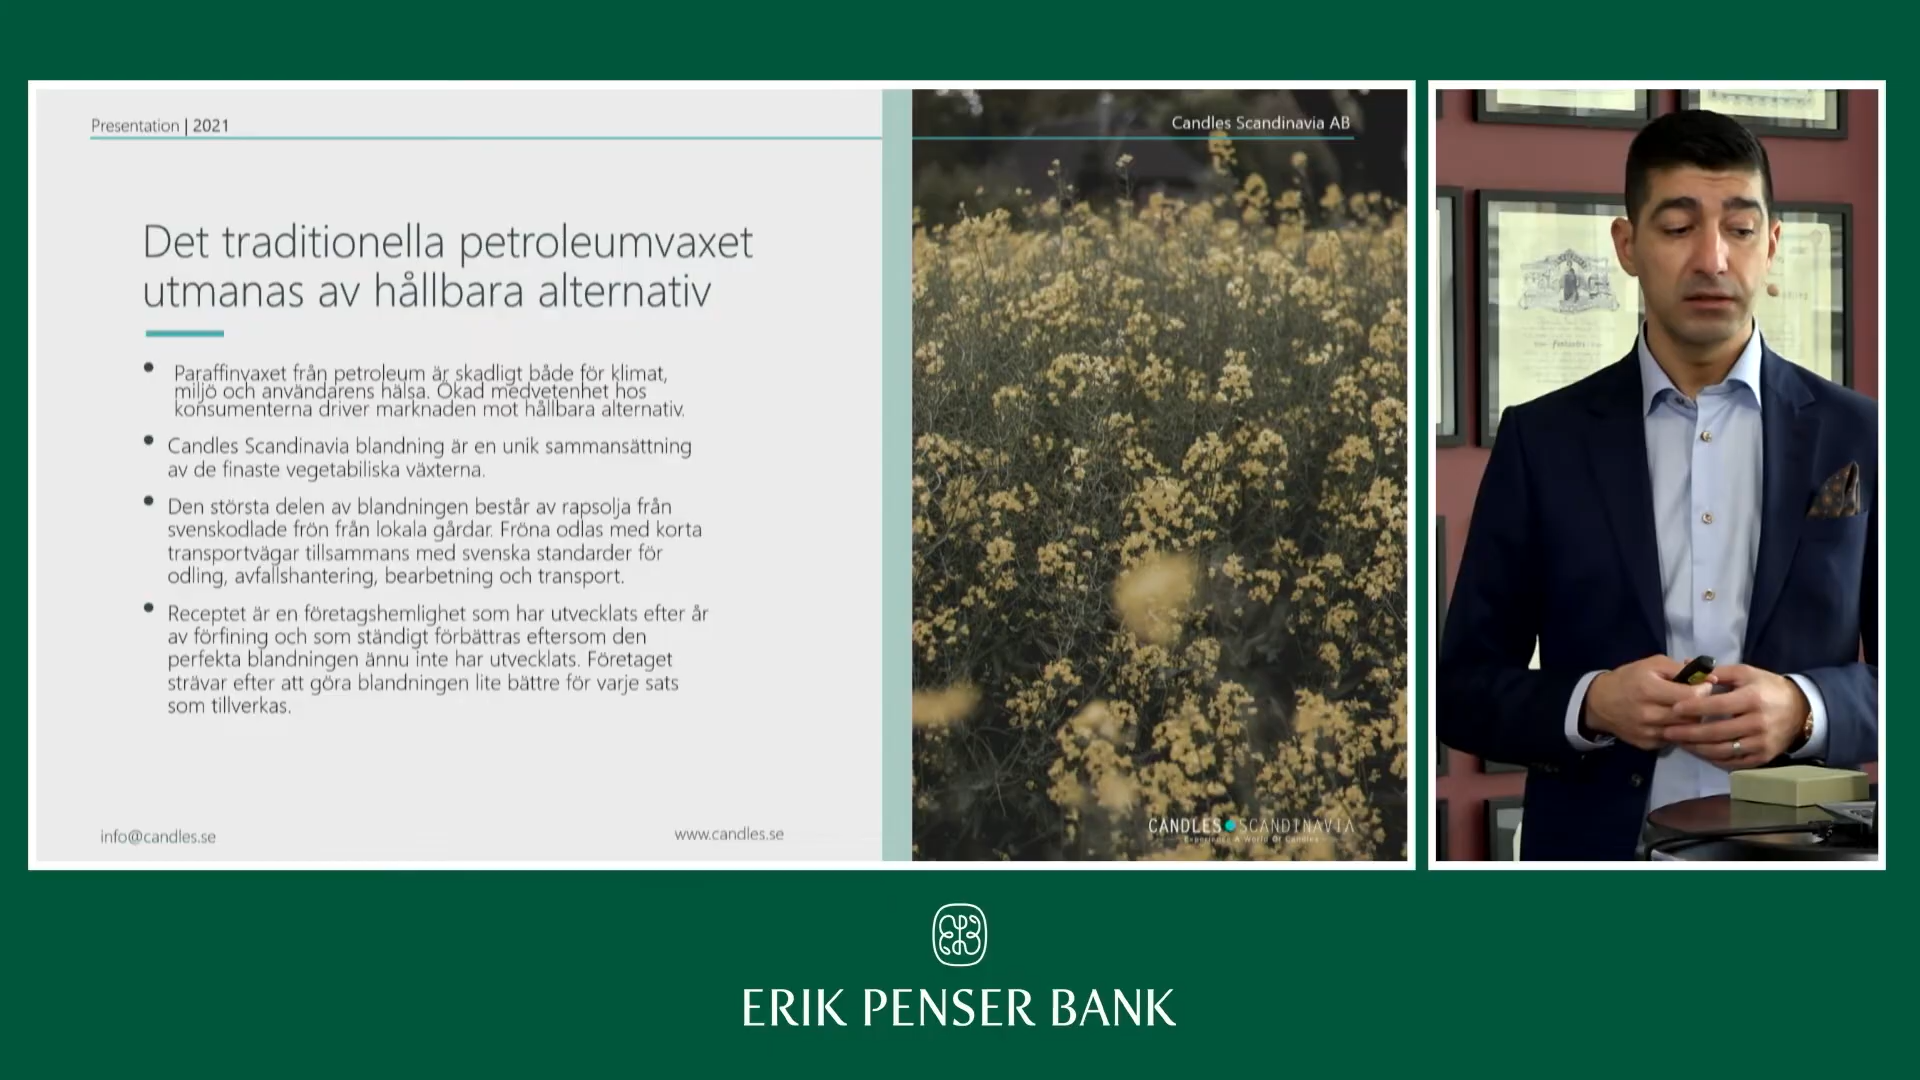 Presentation | 2021
Candles Scandinavia AB
Det traditionella petroleumvaxet
utmanas av hållbara alternativ
Paraffinvaxet från petroleum är skadligt både för klimat,
miljö och användarens hälsa. Ökad medvetenhet hos
konsumenterna driver marknaden mot hållbara alternativ.
Candles Scandinavia blandning är en unik sammansättning
av de finaste vegetabiliska växterna.
Den största delen av blandningen består av rapsolja från
svenskodlade frön från lokala gårdar. Fröna odlas med korta
transportvägar tillsammans med svenska standarder för
odling, avfallshantering, bearbetning och transport.
Receptet är en företagshemlighet som har utvecklats efter år
av förfining och som ständigt förbättras eftersom den
perfekta blandningen ännu inte har utvecklats. Företaget
strävar efter att göra blandningen lite bättre för varje sats
som tillverkas.
info@candles.se
www.candles.se
CANDLES SCANDINAVIA
Experience A World Of Candles
ERIK PENSER BANK